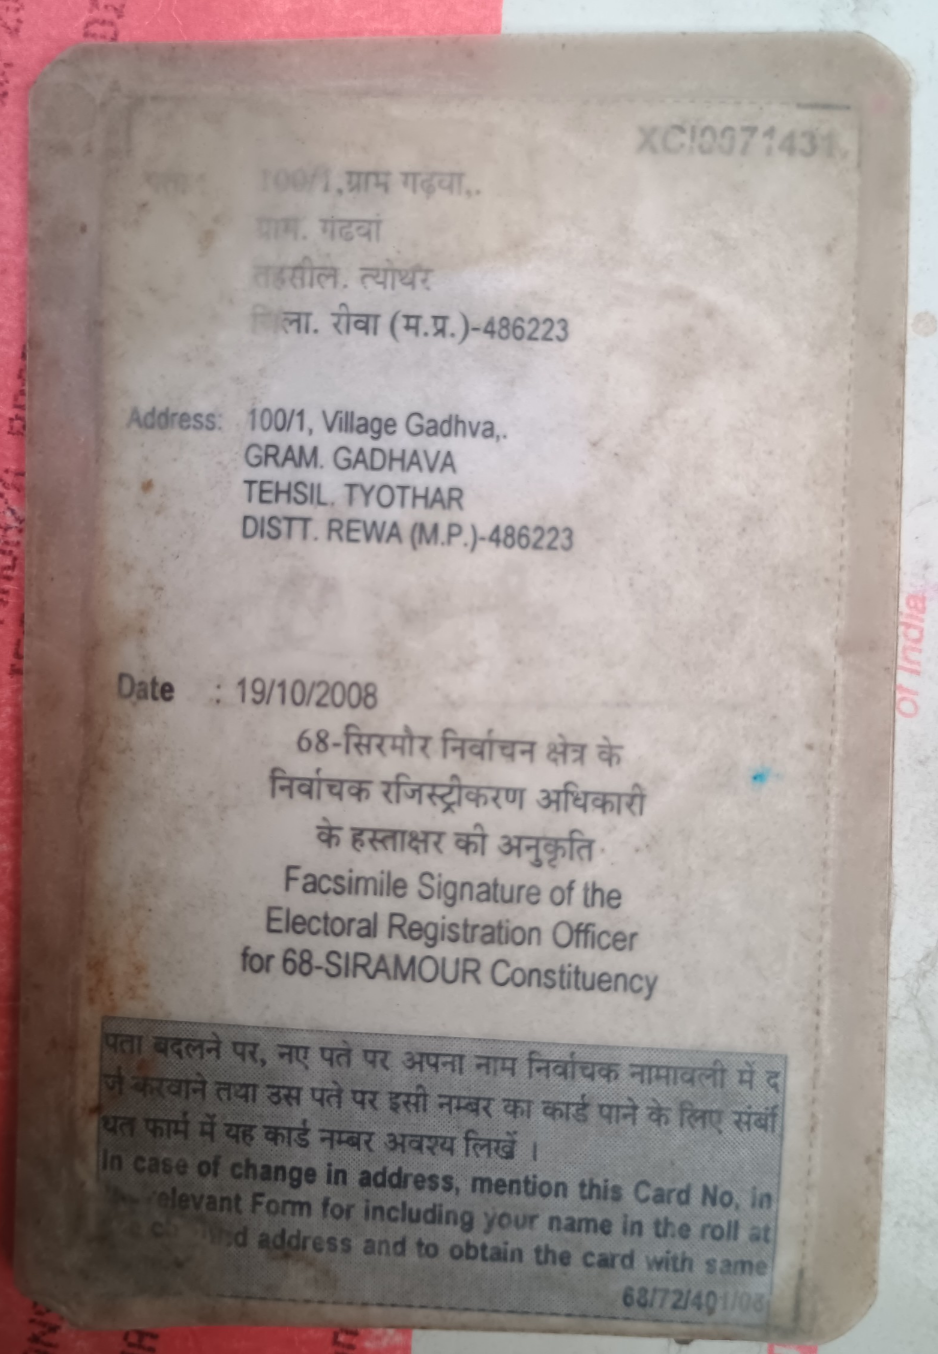 XCI0071431
पता : 100/1,ग्राम गढ़वा,.
ग्राम. गंढवां
तहसील. त्योथर
जिला. रीवा (म.प्र.)-486223
Address: 100/1, Village Gadhva,.
GRAM. GADHAVA
TEHSIL. TYOTHAR
DISTT. REWA (M.P.)-486223
Date : 19/10/2008
68-सिरमौर निर्वाचन क्षेत्र के
निर्वाचक रजिस्ट्रीकरण अधिकारी
के हस्ताक्षर की अनुकृति
Facsimile Signature of the
Electoral Registration Officer
for 68-SIRAMOUR Constituency
पता बदलने पर, नए पते पर अपना नाम निर्वाचक नामावली में द
र्ज करवाने तथा उस पते पर इसी नम्बर का कार्ड पाने के लिए संबं
धित फार्म में यह कार्ड नम्बर अवश्य लिखें ।
In case of change in address, mention this Card No, in
relevant Form for including your name in the roll at
address and to obtain the card with same
68/72/401/08
of India